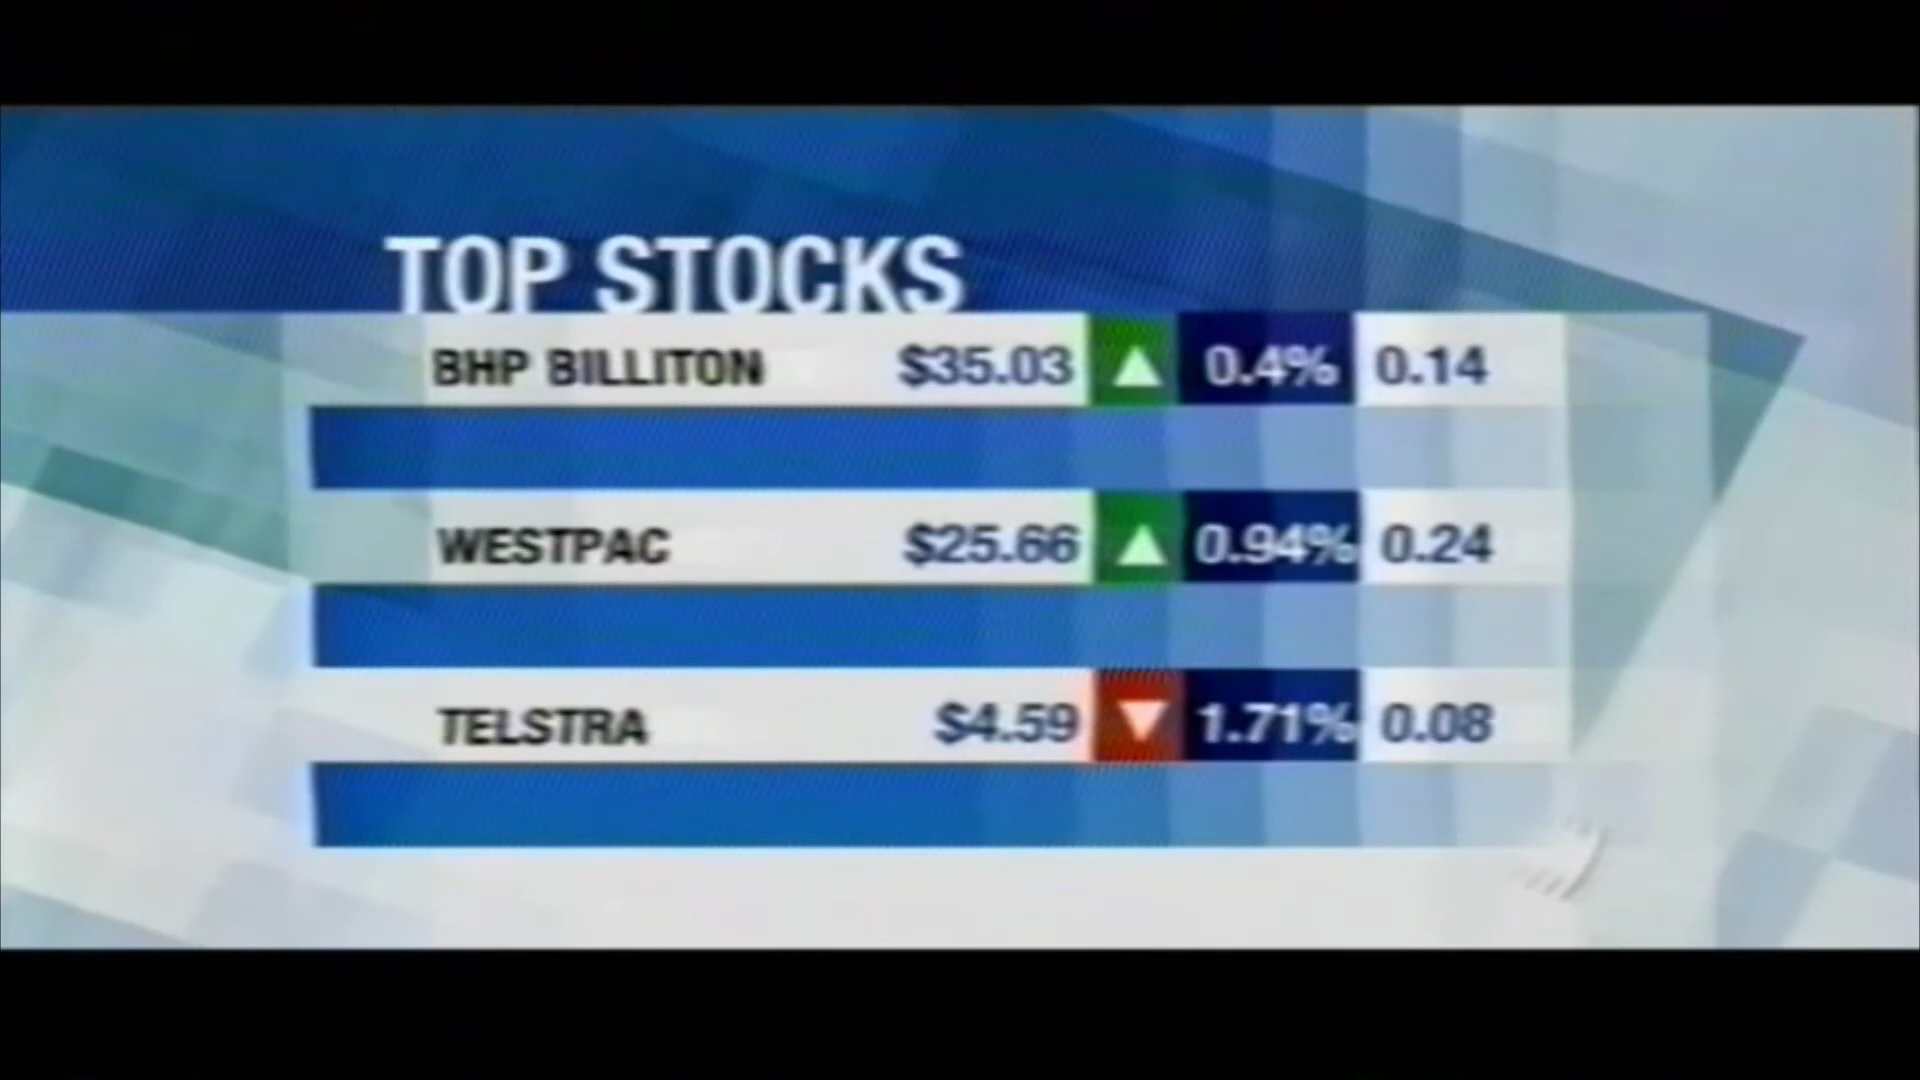 TOP STOCKS
BHP BILLITON $35.03 ▲ 0.4% 0.14
WESTPAC $25.66 ▲ 0.94% 0.24
TELSTRA $4.59 ▼ 1.71% 0.08